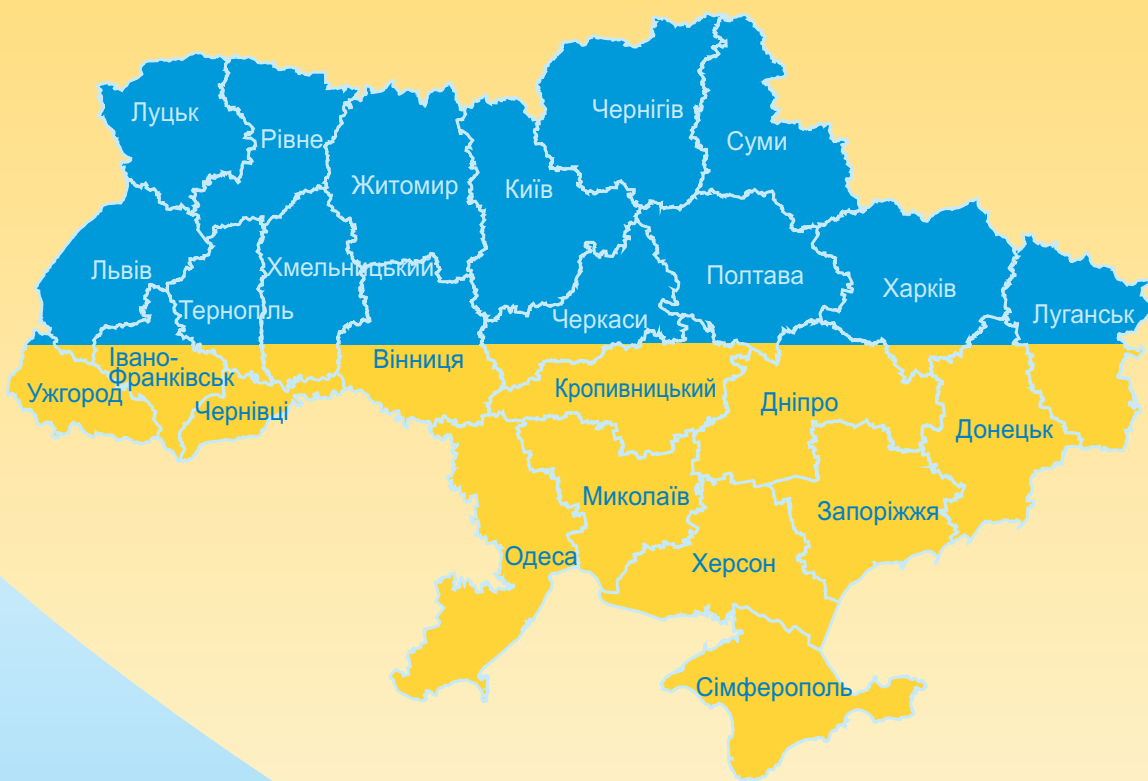 Чернігів
Луцьк
Рівне
Суми
Житомир
Київ
Львів
Хмельницький
Полтава
Харків
Тернопіль
Черкаси
Луганськ
Івано-
Франківськ
Вінниця
Ужгород
Кропивницький
Чернівці
Дніпро
Донецьк
Миколаїв
Запоріжжя
Одеса
Херсон
Сімферополь